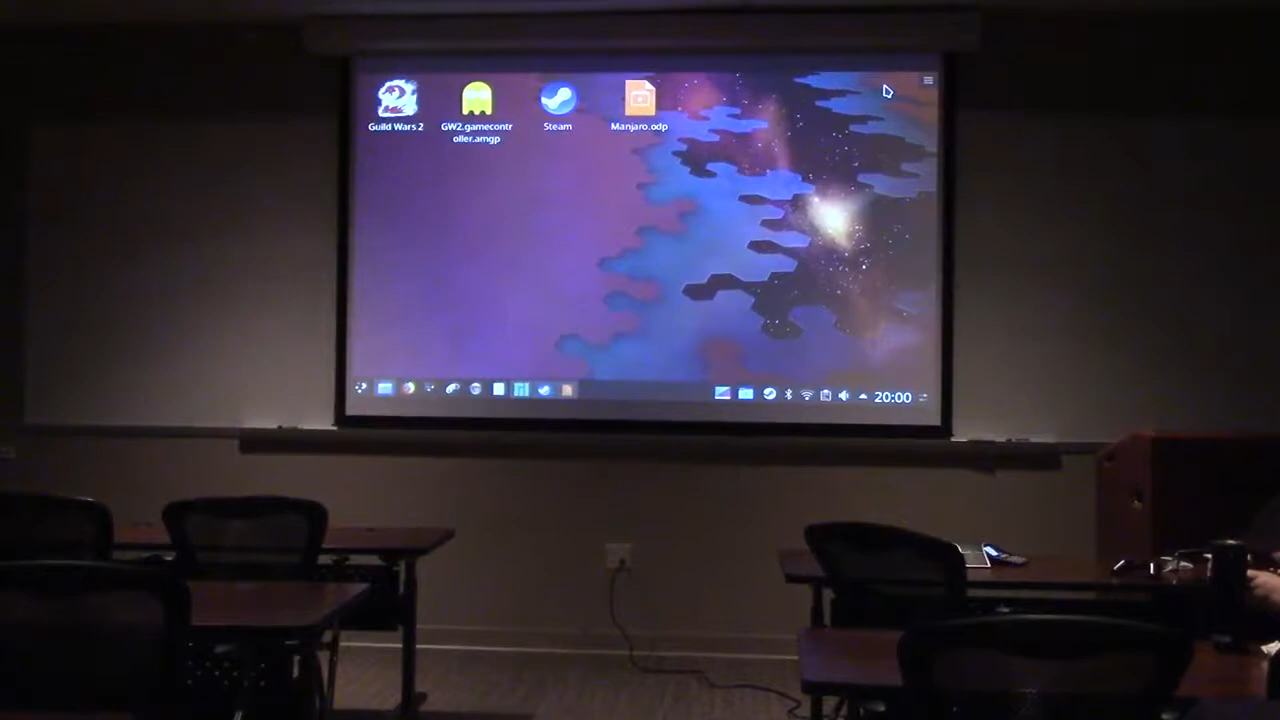 Guild Wars 2
GW2.gamecontr
oller.amgp
Steam
Manjaro.odp
20:00